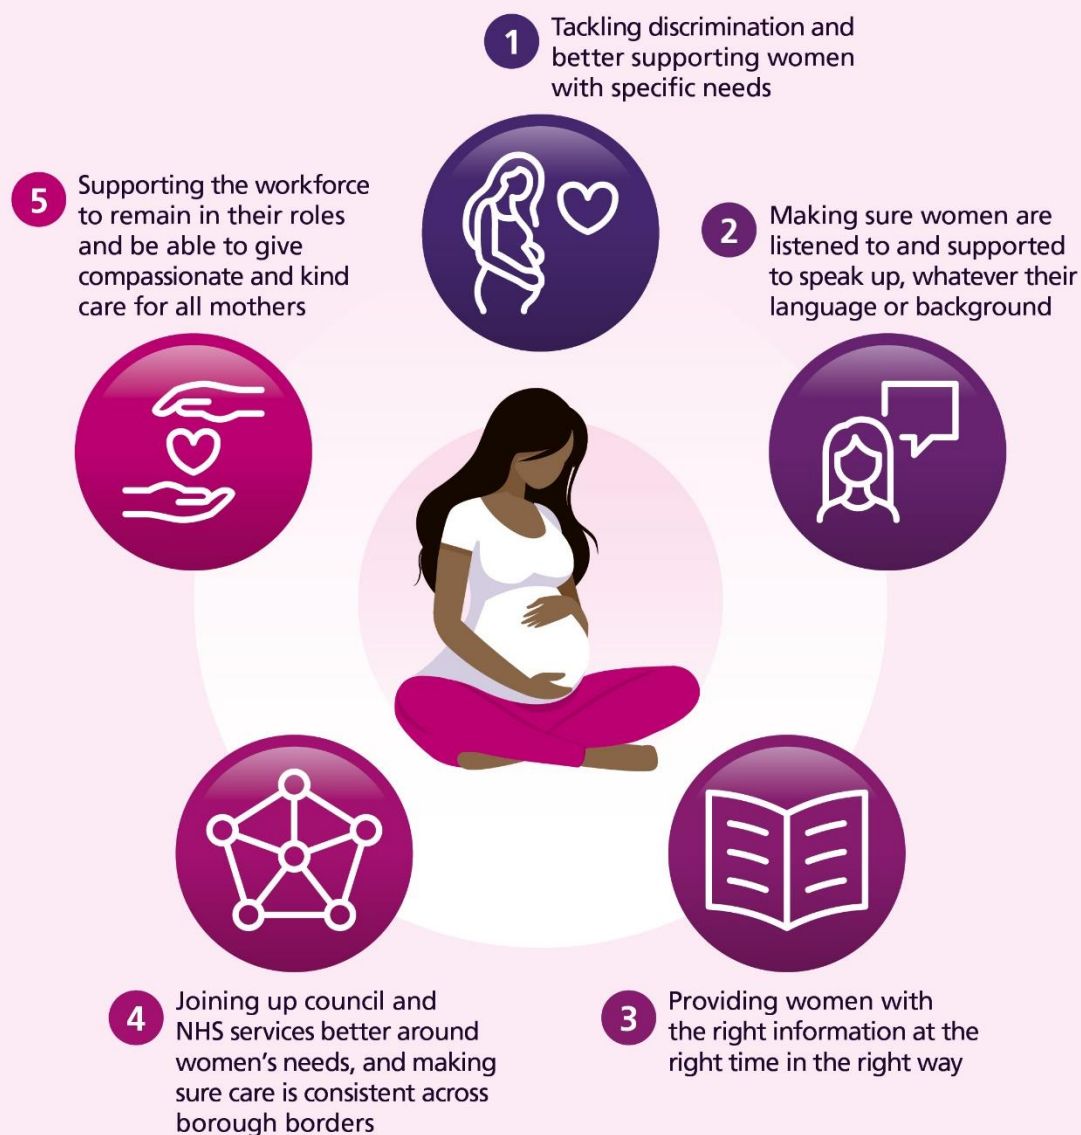 1
Tackling discrimination and
better supporting women
with specific needs
2
Making sure women are
listened to and supported
to speak up, whatever their
language or background
3
Providing women with
the right information at the
right time in the right way
4
Joining up council and
NHS services better around
women's needs, and making
sure care is consistent across
borough borders
5
Supporting the workforce
to remain in their roles
and be able to give
compassionate and kind
care for all mothers